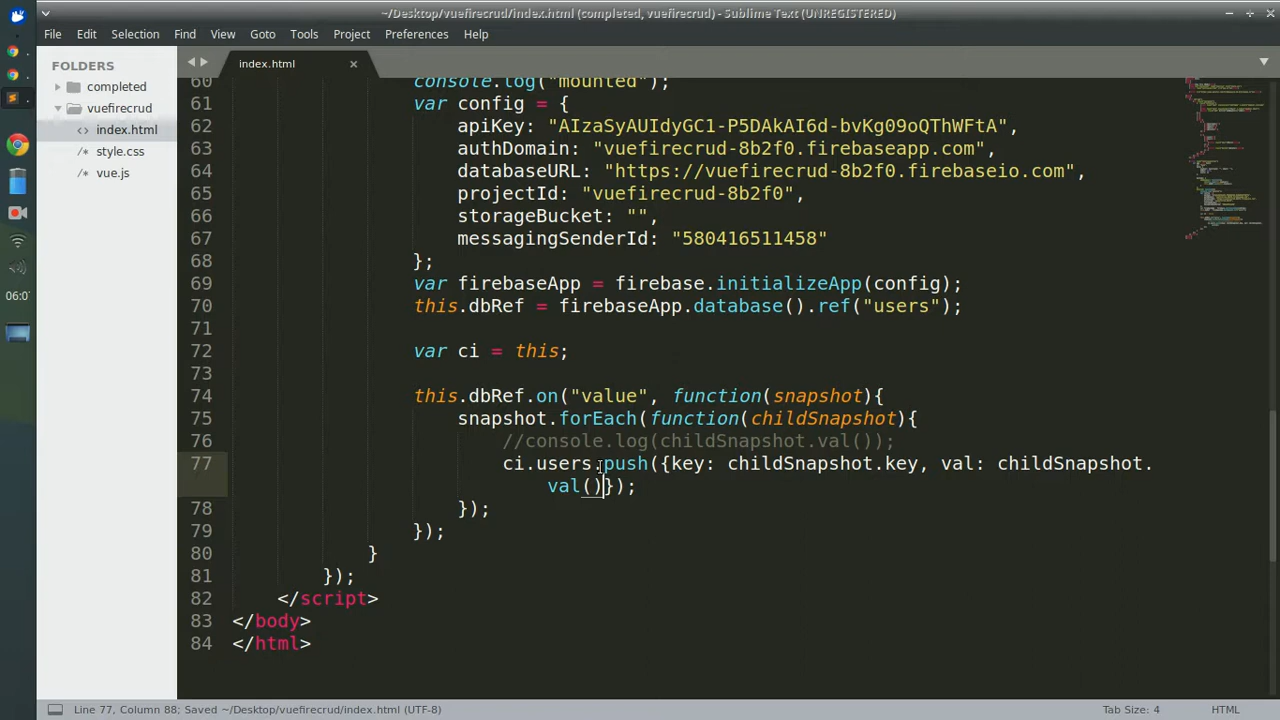 ~/Desktop/vuefirecrud/index.html (completed, vuefirecrud) - Sublime Text (UNREGISTERED)
File Edit Selection Find View Goto Tools Project Preferences Help
FOLDERS
completed
vuefirecrud
<> index.html
/* style.css
/* vue.js
06:0
index.html
60 console.log("mounted");
61 var config = {
62 apiKey: "AIzaSyAUIdyGC1-P5DAkAI6d-bvKg09oQThWFtA",
63 authDomain: "vuefirecrud-8b2f0.firebaseapp.com",
64 databaseURL: "https://vuefirecrud-8b2f0.firebaseio.com",
65 projectId: "vuefirecrud-8b2f0",
66 storageBucket: "",
67 messagingSenderId: "580416511458"
68 };
69 var firebaseApp = firebase.initializeApp(config);
70 this.dbRef = firebaseApp.database().ref("users");
71
72 var ci = this;
73
74 this.dbRef.on("value", function(snapshot){
75 snapshot.forEach(function(childSnapshot){
76 //console.log(childSnapshot.val());
77 ci.users.push({key: childSnapshot.key, val: childSnapshot.
val()});
78 });
79 });
80 }
81 });
82 </script>
83 </body>
84 </html>
Line 77, Column 88; Saved ~/Desktop/vuefirecrud/index.html (UTF-8)
Tab Size: 4
HTML